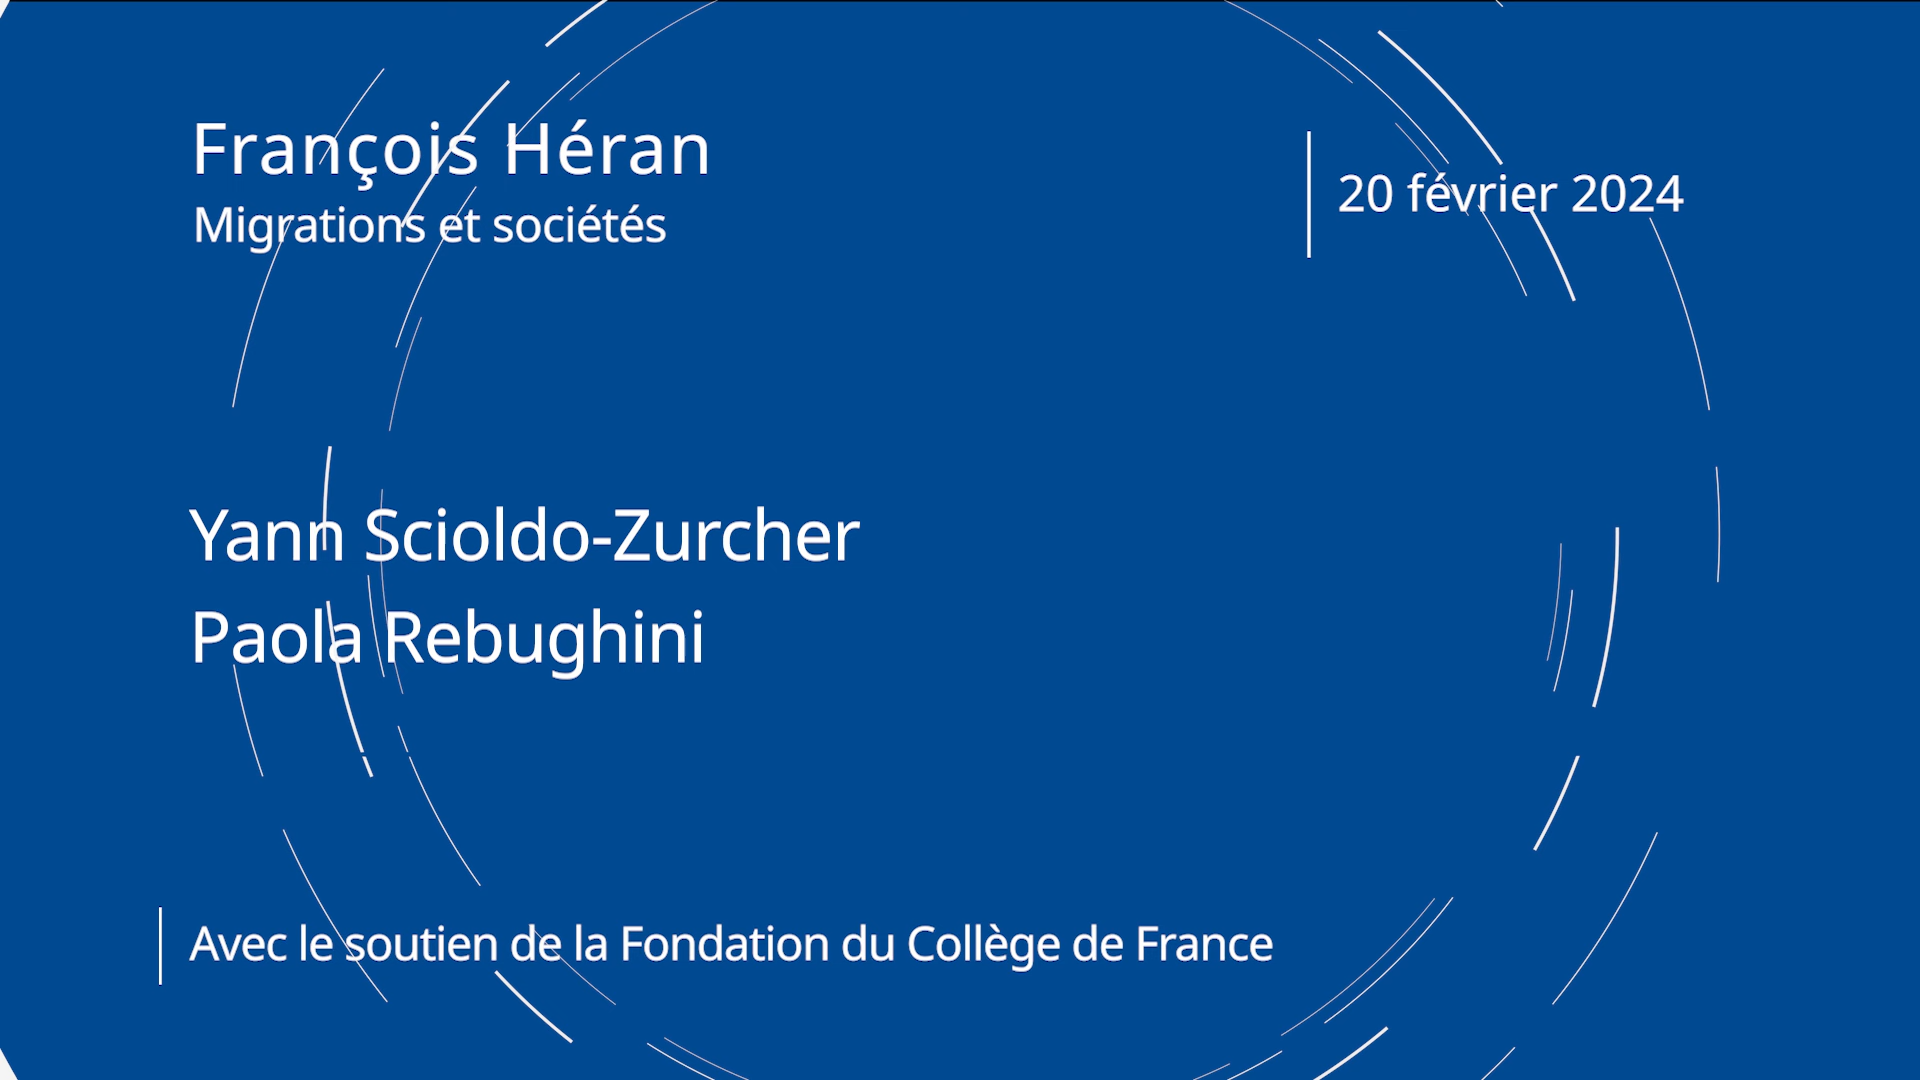 François Héran
Migrations et sociétés
20 février 2024
Yann Scioldo-Zurcher
Paola Rebughini
Avec le soutien de la Fondation du Collège de France